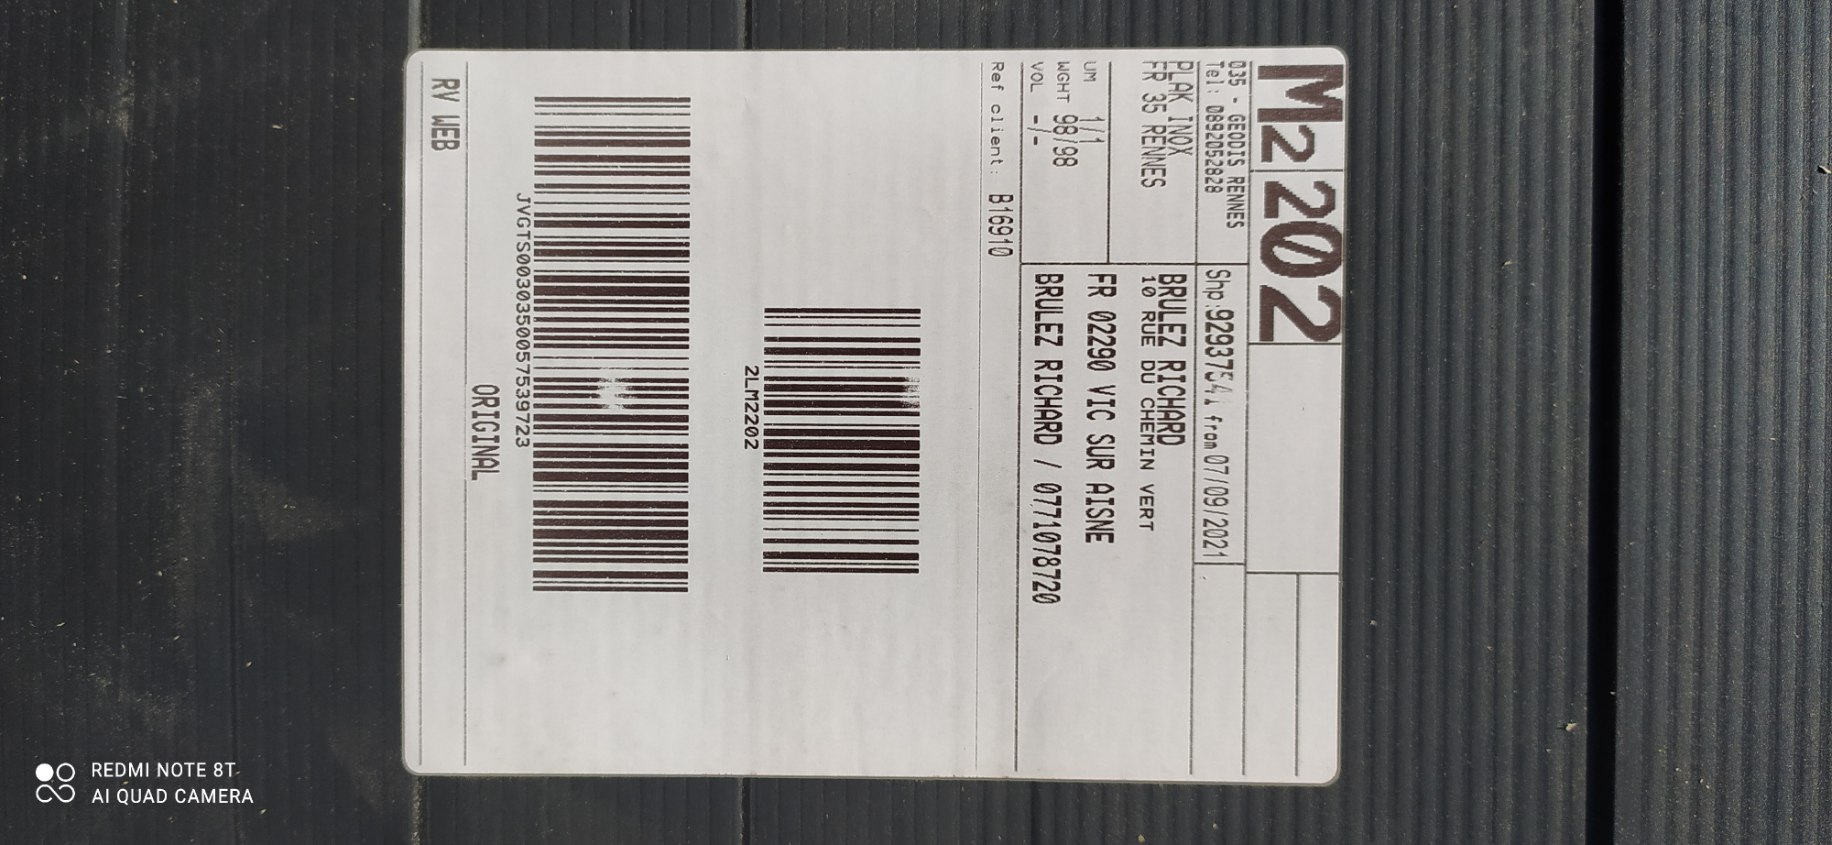 M2 202
035 - GEODIS RENNES
Tel: 0892052828
PLAK INOX
FR 35 RENNES
Shp: from 07/09/2021
BRULEZ RICHARD
10 RUE DU CHEMIN VERT
FR 02290 VIC SUR AISNE
BRULEZ RICHARD / 0771078720
UM 1/1
WGHT 98/98
VOL -/-
Ref client: B16910
2LM2202
JVGTS0030350057539723
ORIGINAL
RV WEB
REDMI NOTE 8T
AI QUAD CAMERA